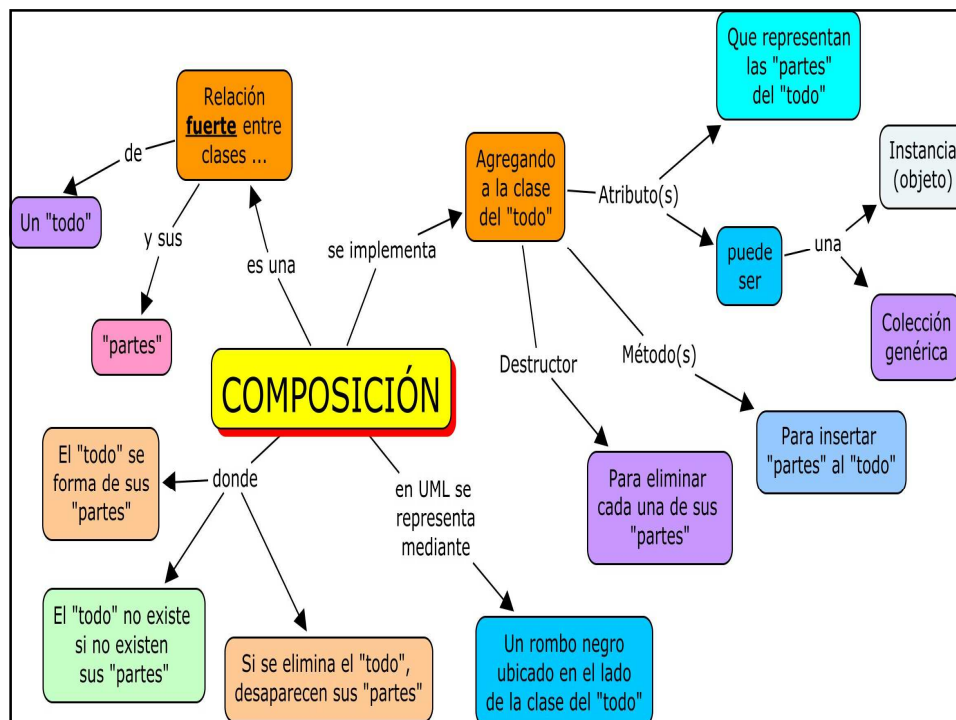 Que representan
las "partes"
del "todo"
Relación
fuerte entre
clases ...
de
Un "todo"
y sus
"partes"
es una
se implementa
Agregando
a la clase
del "todo"
Atributo(s)
Instancia
(objeto)
puede
ser
una
Colección
genérica
Destructor
Método(s)
COMPOSICIÓN
Para insertar
"partes" al "todo"
Para eliminar
cada una de sus
"partes"
El "todo" se
forma de sus
"partes"
donde
en UML se
representa
mediante
El "todo" no existe
si no existen
sus "partes"
Si se elimina el "todo",
desaparecen sus "partes"
Un rombo negro
ubicado en el lado
de la clase del "todo"